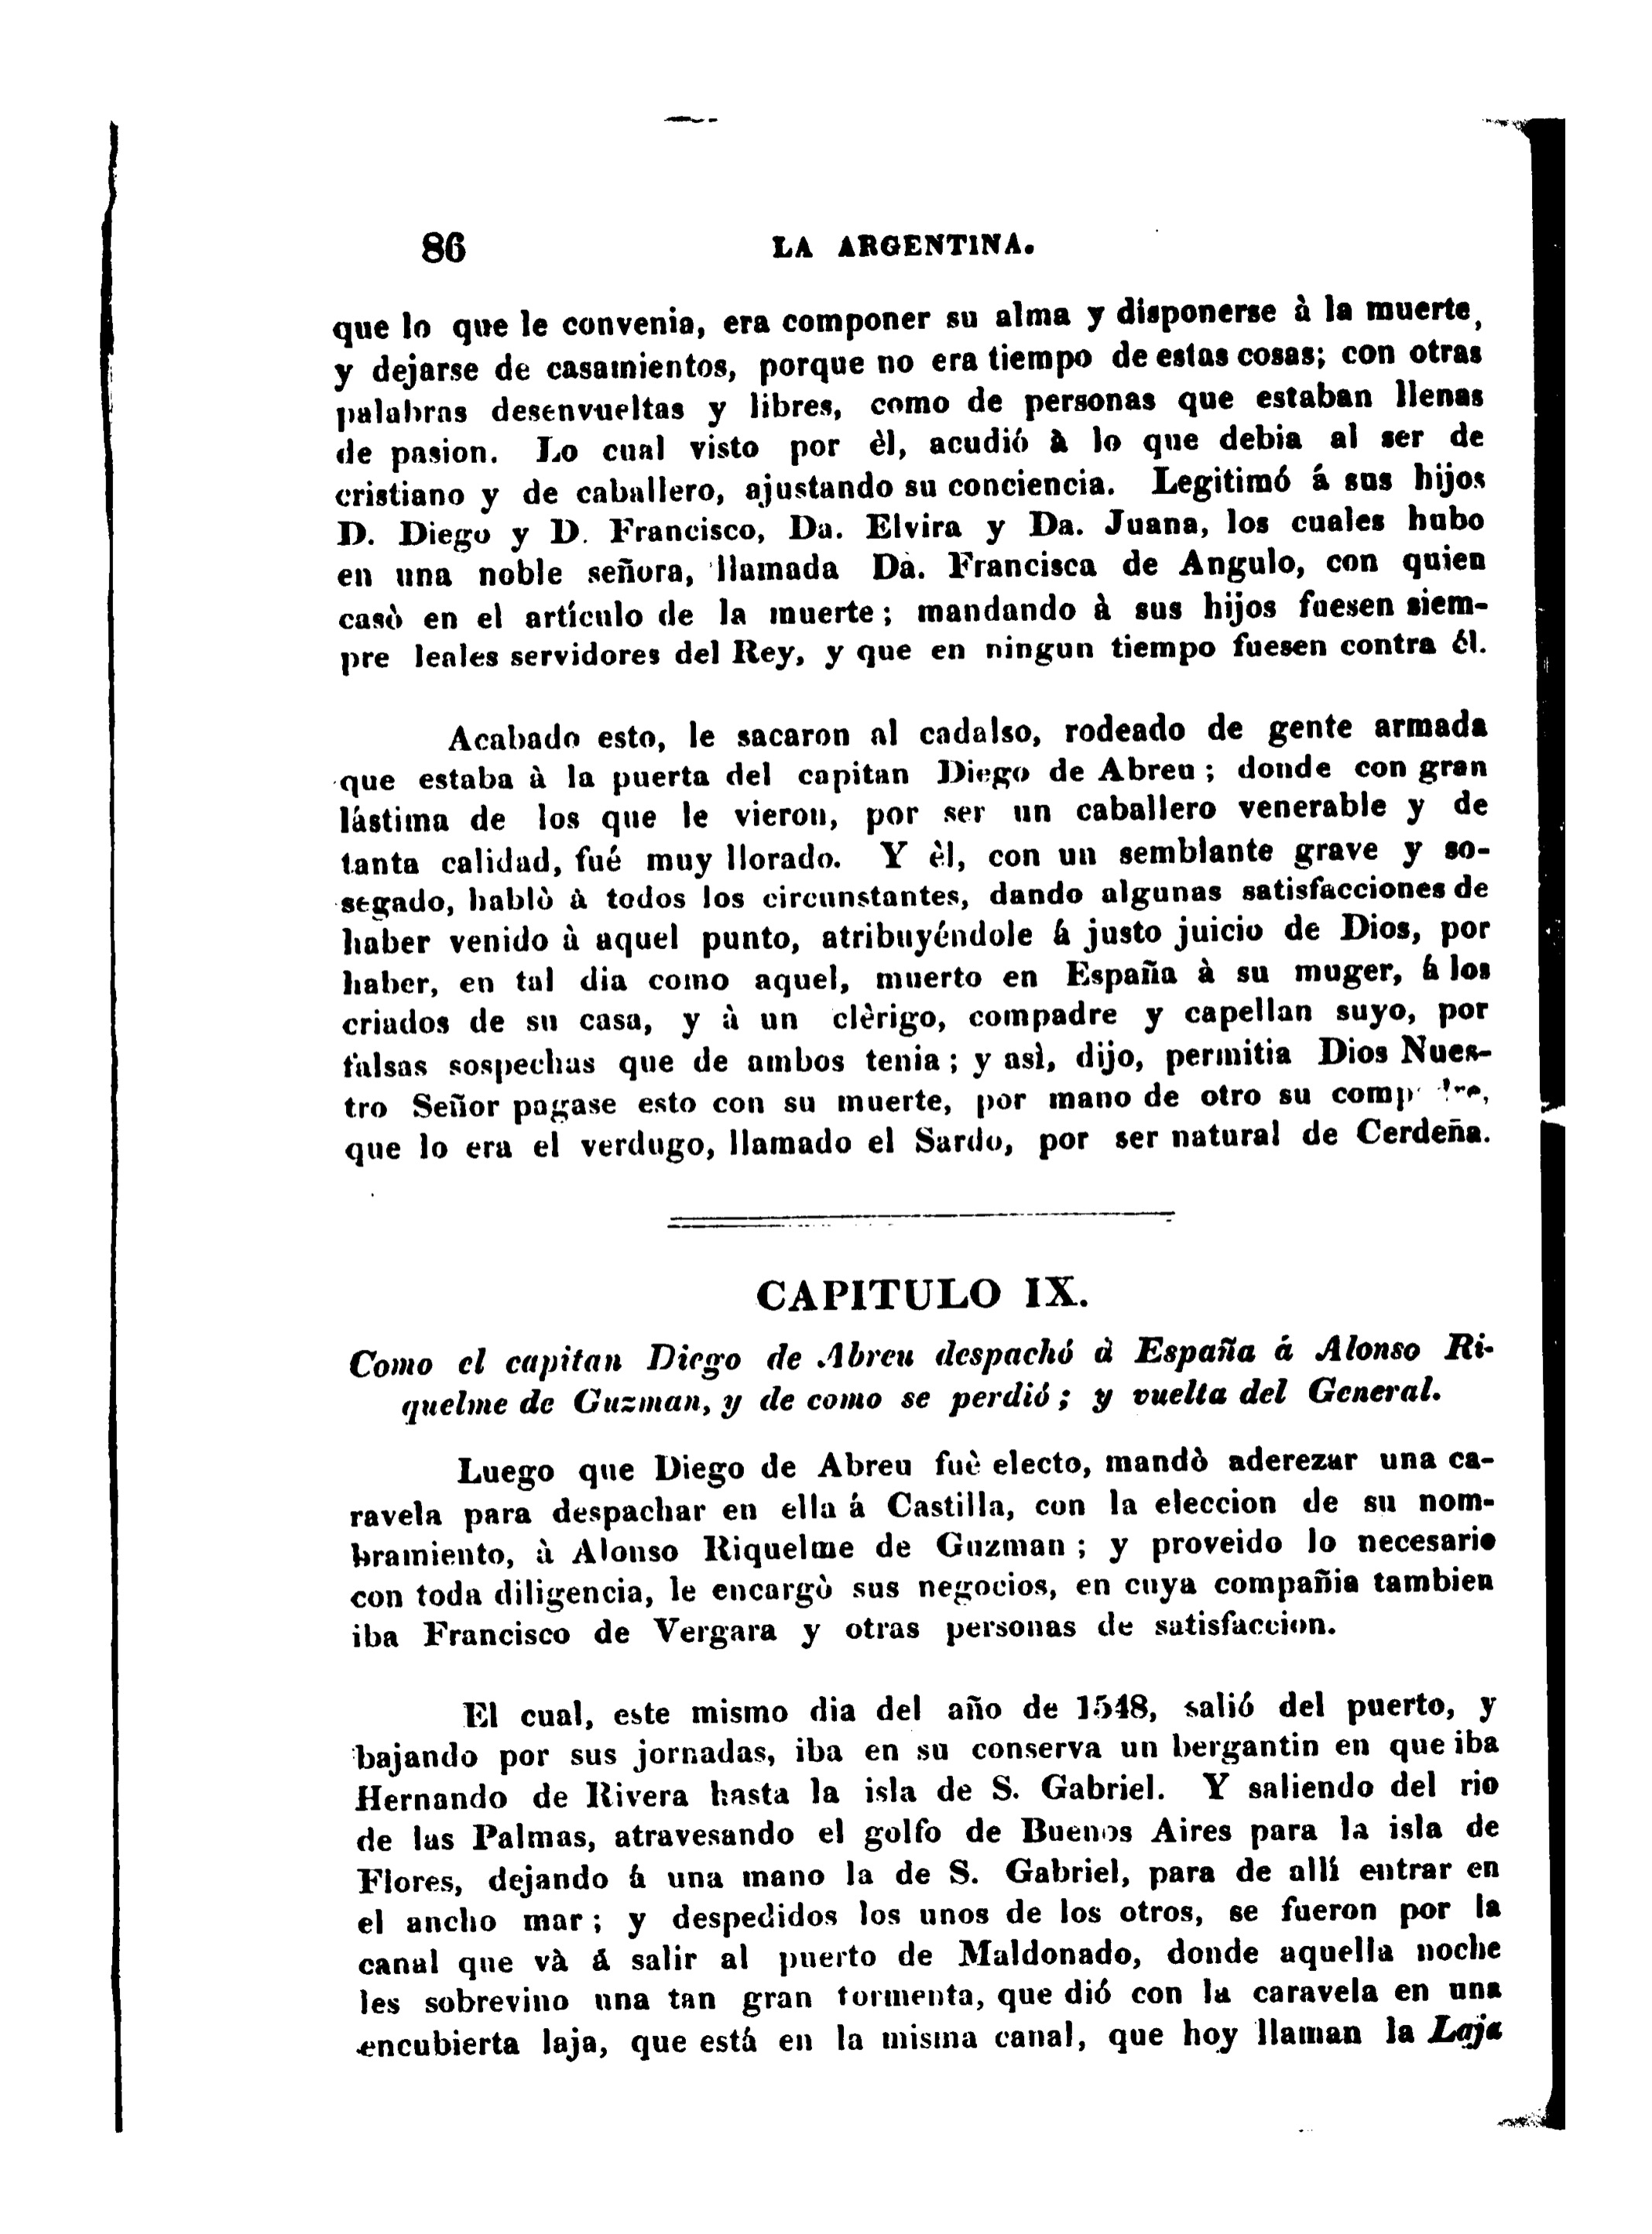 86 LA ARGENTINA.
que lo que le convenia, era componer su alma y disponerse à la muerte,
y dejarse de casamientos, porque no era tiempo de estas cosas; con otras
palabras desenvueltas y libres, como de personas que estaban llenas
de pasion. Lo cual visto por èl, acudió à lo que debia al ser de
cristiano y de caballero, ajustando su conciencia. Legitimó á sus hijos
D. Diego y D. Francisco, Da. Elvira y Da. Juana, los cuales hubo
en una noble señora, llamada Da. Francisca de Angulo, con quien
casò en el artículo de la muerte; mandando à sus hijos fuesen siem-
pre leales servidores del Rey, y que en ningun tiempo fuesen contra él.
Acabado esto, le sacaron al cadalso, rodeado de gente armada
que estaba à la puerta del capitan Diego de Abreu; donde con gran
lástima de los que le vieron, por ser un caballero venerable y de
tanta calidad, fué muy llorado. Y èl, con un semblante grave y so-
segado, hablò à todos los circunstantes, dando algunas satisfacciones de
haber venido à aquel punto, atribuyéndole á justo juicio de Dios, por
haber, en tal dia como aquel, muerto en España à su muger, á los
criados de su casa, y à un clèrigo, compadre y capellan suyo, por
falsas sospechas que de ambos tenia; y asì, dijo, permitia Dios Nues-
tro Señor pagase esto con su muerte, por mano de otro su
que lo era el verdugo, llamado el Sardo, por ser natural de Cerdeña.
CAPITULO IX.
Como el capitan Diego de Abreu despachó à España á Alonso Ri-
quelme de Guzman, y de como se perdió; y vuelta del General.
Luego que Diego de Abreu fuè electo, mandò aderezar una ca-
ravela para despachar en ella á Castilla, con la eleccion de su nom-
bramiento, à Alonso Riquelme de Guzman; y proveido lo necesario
con toda diligencia, le encargò sus negocios, en cuya compañia tambien
iba Francisco de Vergara y otras personas de satisfaccion.
El cual, este mismo dia del año de 1548, salió del puerto, y
bajando por sus jornadas, iba en su conserva un bergantin en que iba
Hernando de Rivera hasta la isla de S. Gabriel. Y saliendo del rio
de las Palmas, atravesando el golfo de Buenos Aires para la isla de
Flores, dejando á una mano la de S. Gabriel, para de allí entrar en
el ancho mar; y despedidos los unos de los otros, se fueron por la
canal que và á salir al puerto de Maldonado, donde aquella noche
les sobrevino una tan gran tormenta, que dió con la caravela en una
encubierta laja, que está en la misma canal, que hoy llaman la Laja